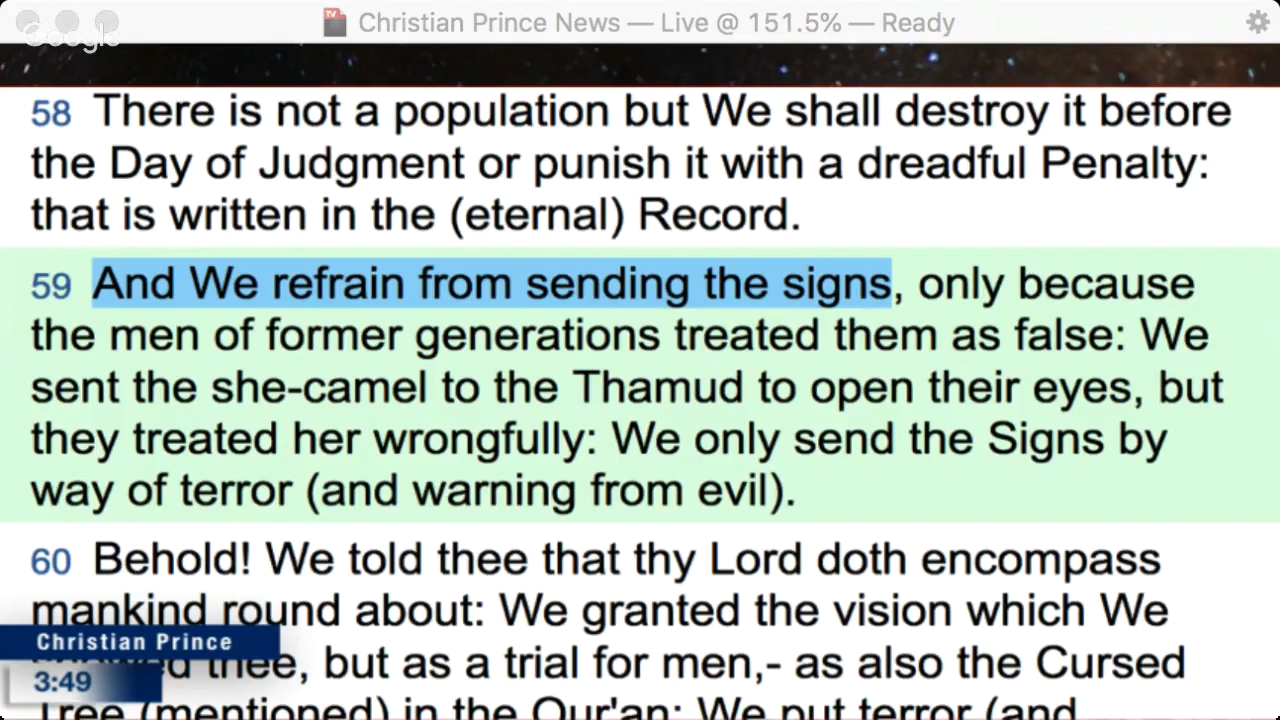 Google
TV
Christian Prince News — Live @ 151.5% — Ready
58 There is not a population but We shall destroy it before
the Day of Judgment or punish it with a dreadful Penalty:
that is written in the (eternal) Record.
59 And We refrain from sending the signs, only because
the men of former generations treated them as false: We
sent the she-camel to the Thamud to open their eyes, but
they treated her wrongfully: We only send the Signs by
way of terror (and warning from evil).
60 Behold! We told thee that thy Lord doth encompass
mankind round about: We granted the vision which We
Christian Prince
thee, but as a trial for men,- as also the Cursed
3:49
Tree (mentioned) in the Qur'an: We put terror (and